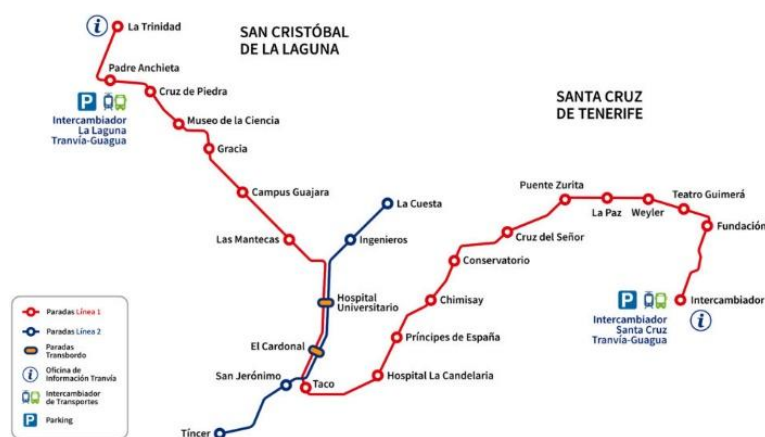 La Trinidad
SAN CRISTÓBAL
DE LA LAGUNA
Padre Anchieta
Cruz de Piedra
P
Intercambiador
La Laguna
Tranvía-Guagua
Museo de la Ciencia
Gracia
Campus Guajara
Las Mantecas
La Cuesta
Ingenieros
Hospital
Universitario
El Cardonal
San Jerónimo
Taco
Tíncer
SANTA CRUZ
DE TENERIFE
Puente Zurita
La Paz
Weyler
Teatro Guimerá
Fundación
Cruz del Señor
Conservatorio
Chimisay
Príncipes de España
Hospital La Candelaria
Intercambiador
P
Intercambiador
Santa Cruz
Tranvía-Guagua
Paradas Línea 1
Paradas Línea 2
Paradas
Transbordo
Oficina de
Información Tranvía
Intercambiador
de Transportes
P Parking